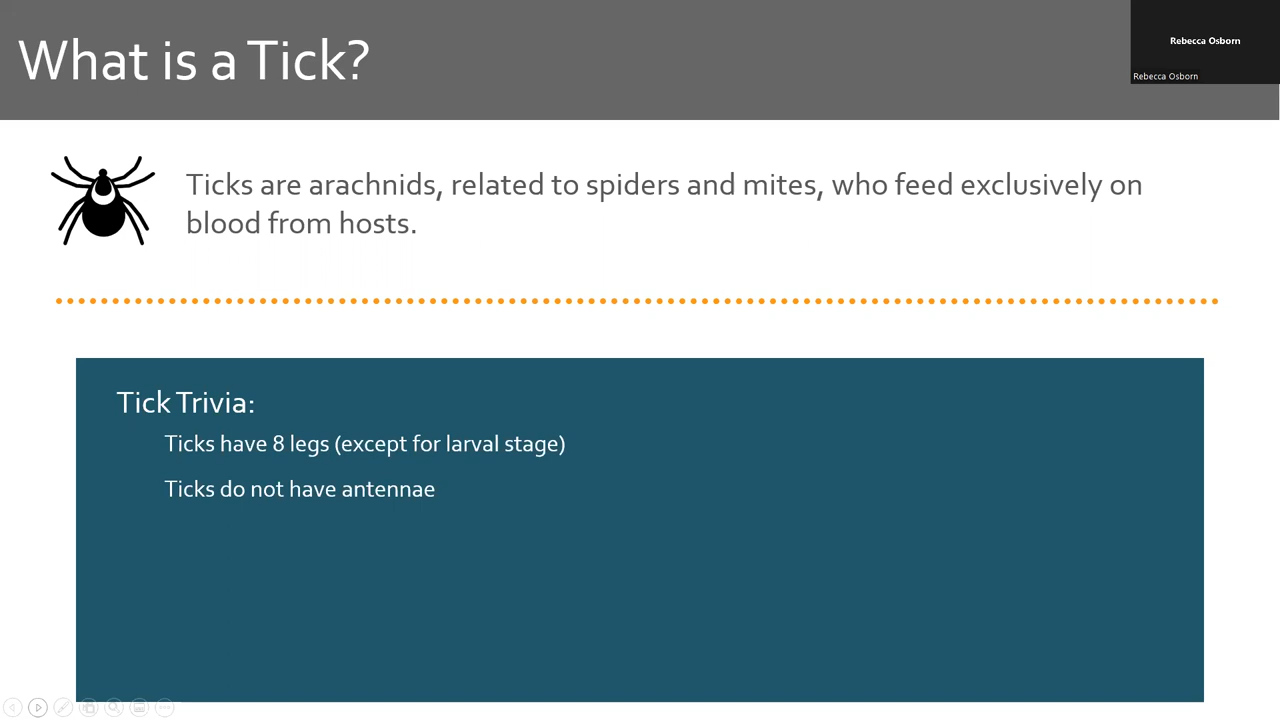 What is a Tick?
Rebecca Osborn
Rebecca Osborn
Ticks are arachnids, related to spiders and mites, who feed exclusively on
blood from hosts.
Tick Trivia:
Ticks have 8 legs (except for larval stage)
Ticks do not have antennae